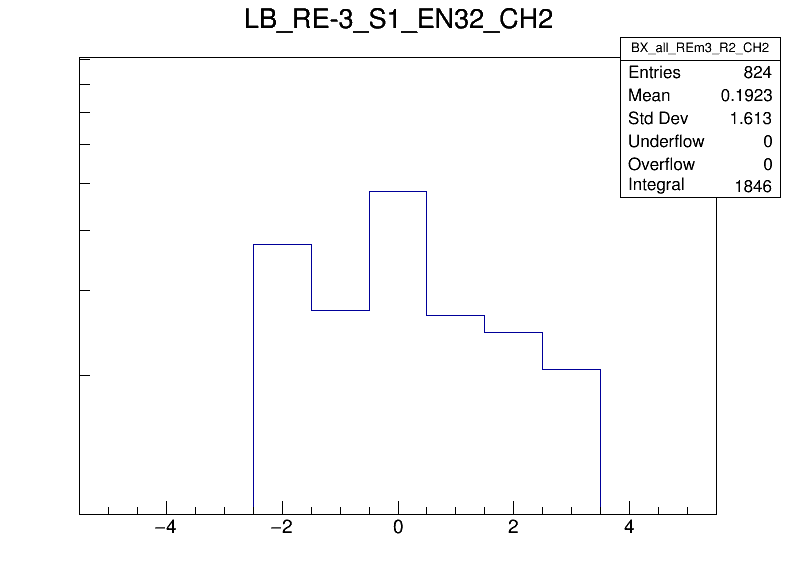 LB_RE-3_S1_EN32_CH2
BX_all_REm3_R2_CH2
Entries 824
Mean 0.1923
Std Dev 1.613
Underflow 0
Overflow 0
Integral 1846
−4 −2 0 2 4